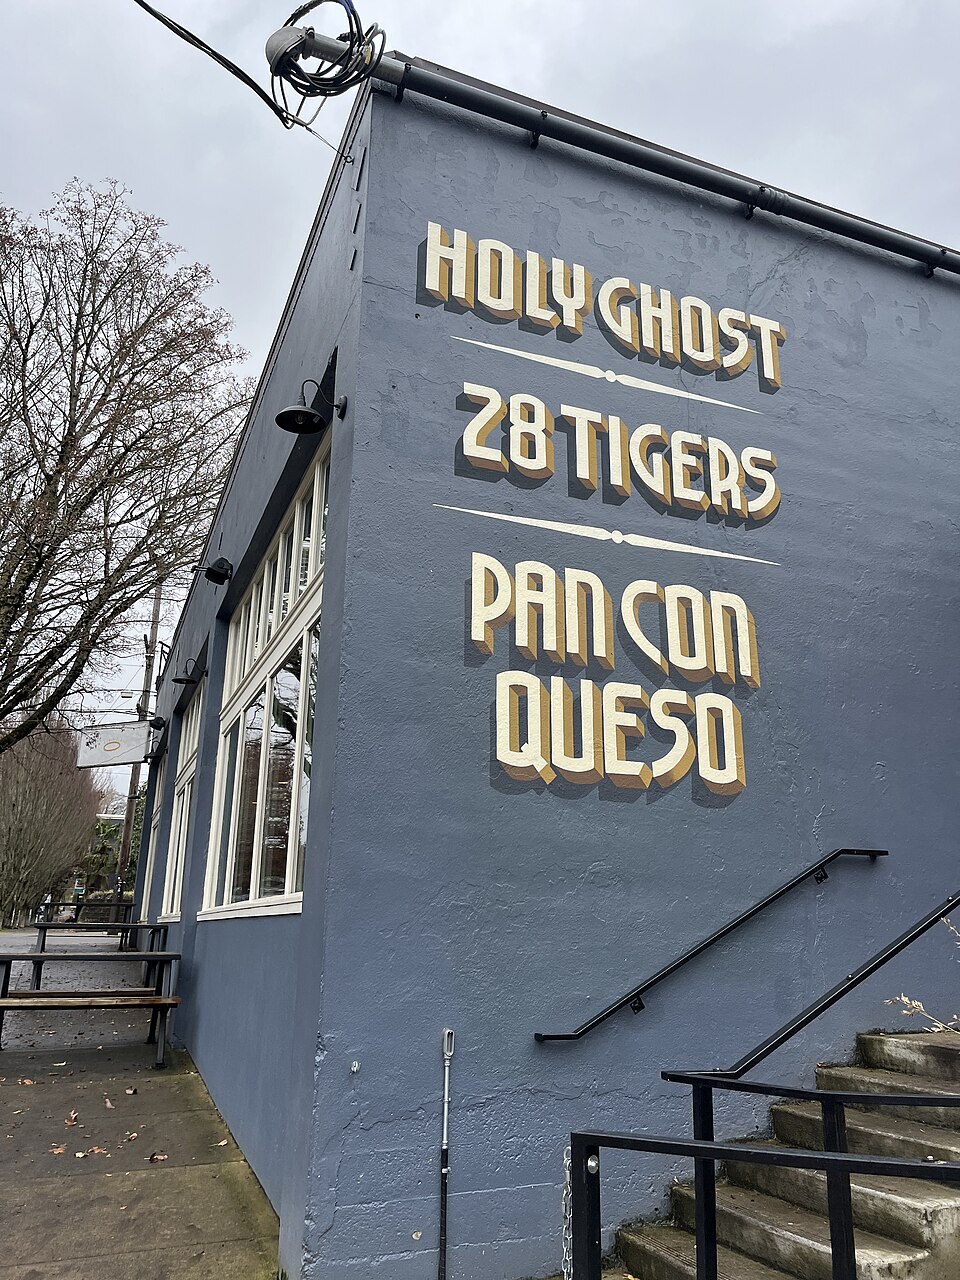 HOLY GHOST
28 TIGERS
PAN CON
QUESO